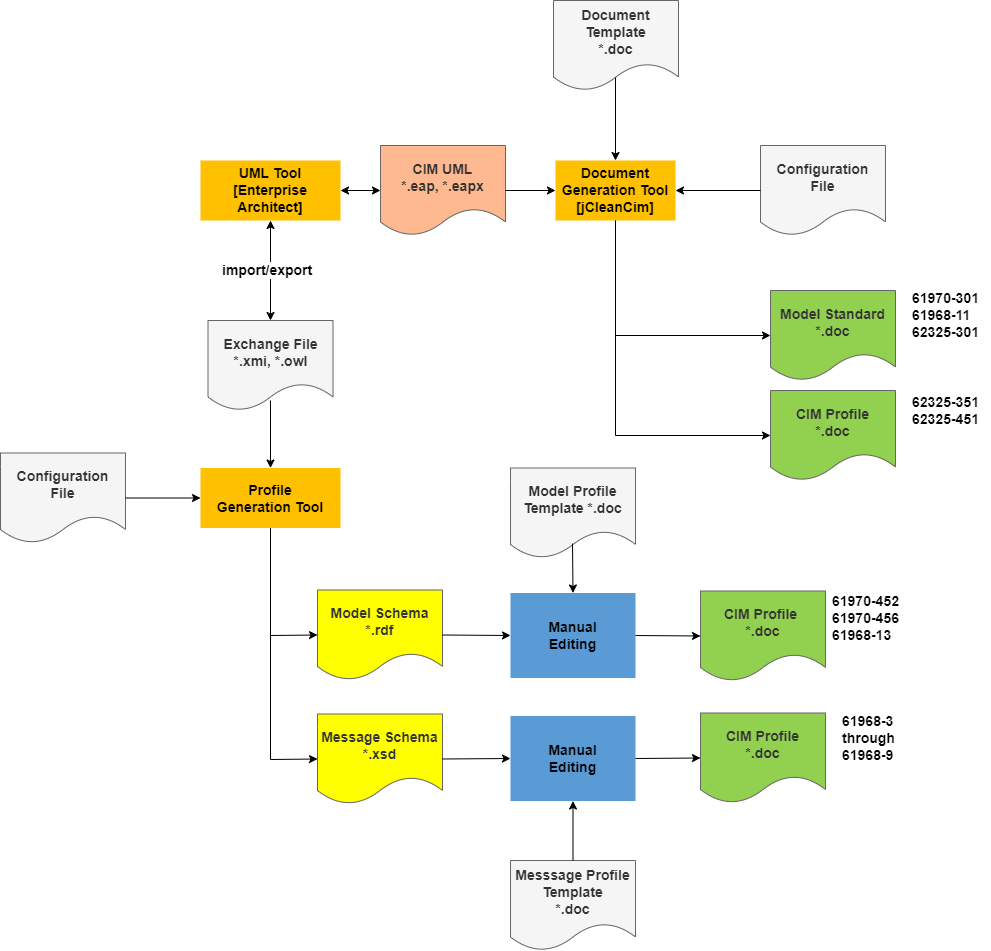 Document
Template
*.doc
UML Tool
[Enterprise
Architect]
CIM UML
*.eap, *.eapx
Document
Generation Tool
[jCleanCim]
Configuration
File
import/export
Model Standard
*.doc
61970-301
61968-11
62325-301
Exchange File
*.xmi, *.owl
CIM Profile
*.doc
62325-351
62325-451
Configuration
File
Profile
Generation Tool
Model Profile
Template *.doc
Model Schema
*.rdf
Manual
Editing
CIM Profile
*.doc
61970-452
61970-456
61968-13
Message Schema
*.xsd
Manual
Editing
CIM Profile
*.doc
61968-3
through
61968-9
Messsage Profile
Template
*.doc